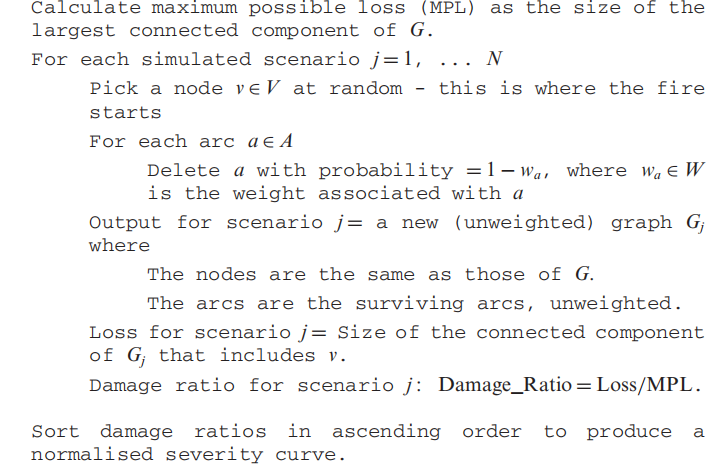 Calculate maximum possible loss (MPL) as the size of the
largest connected component of G.
For each simulated scenario j=1, ... N
Pick a node v∈V at random - this is where the fire
starts
For each arc a∈A
Delete a with probability =1−wₐ, where wₐ∈W
is the weight associated with a
Output for scenario j= a new (unweighted) graph Gⱼ
where
The nodes are the same as those of G.
The arcs are the surviving arcs, unweighted.
Loss for scenario j= Size of the connected component
of Gⱼ that includes v.
Damage ratio for scenario j: Damage_Ratio=Loss/MPL.
Sort damage ratios in ascending order to produce a
normalised severity curve.